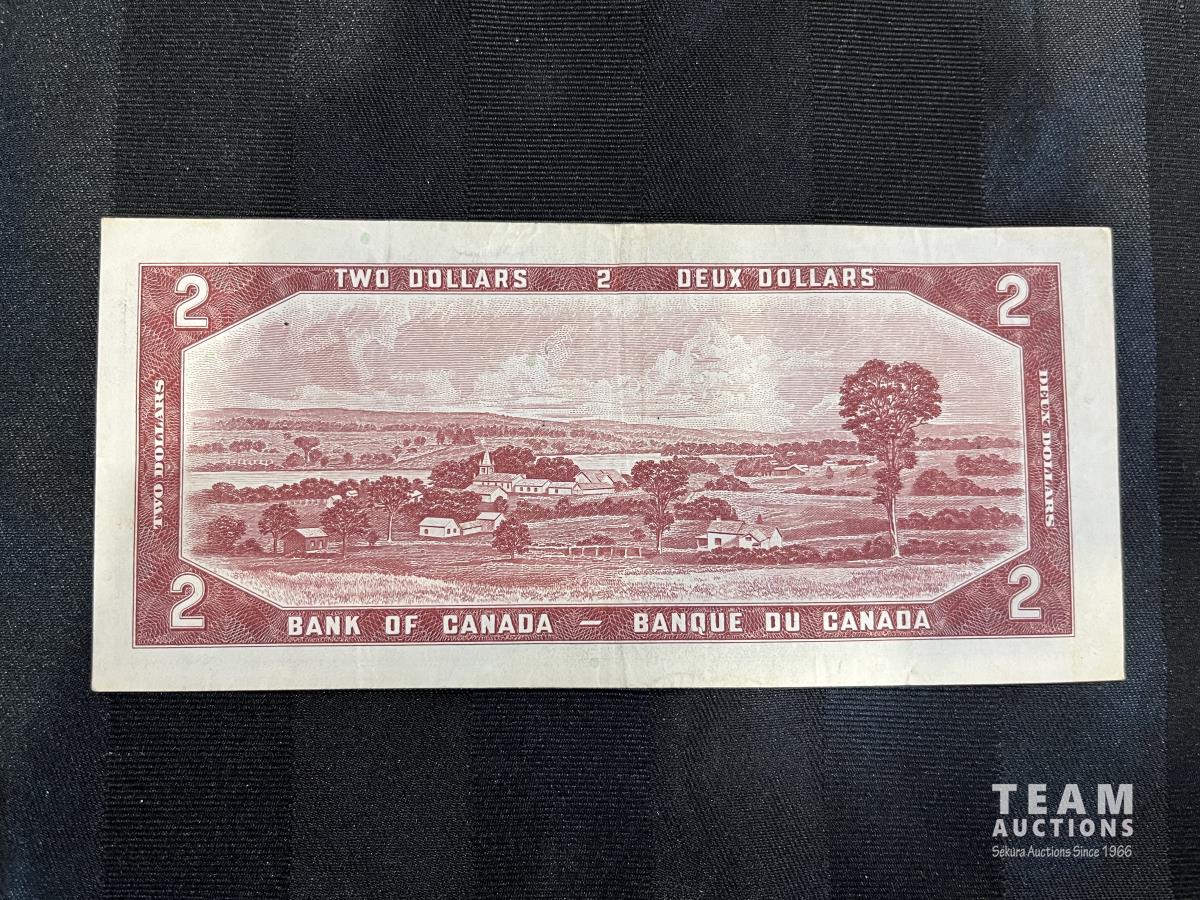 TWO DOLLARS 2 DEUX DOLLARS
2 2
TWO DOLLARS
DEUX DOLLARS
2 2
BANK OF CANADA — BANQUE DU CANADA
TEAM
AUCTIONS
Sekura Auctions Since 1966